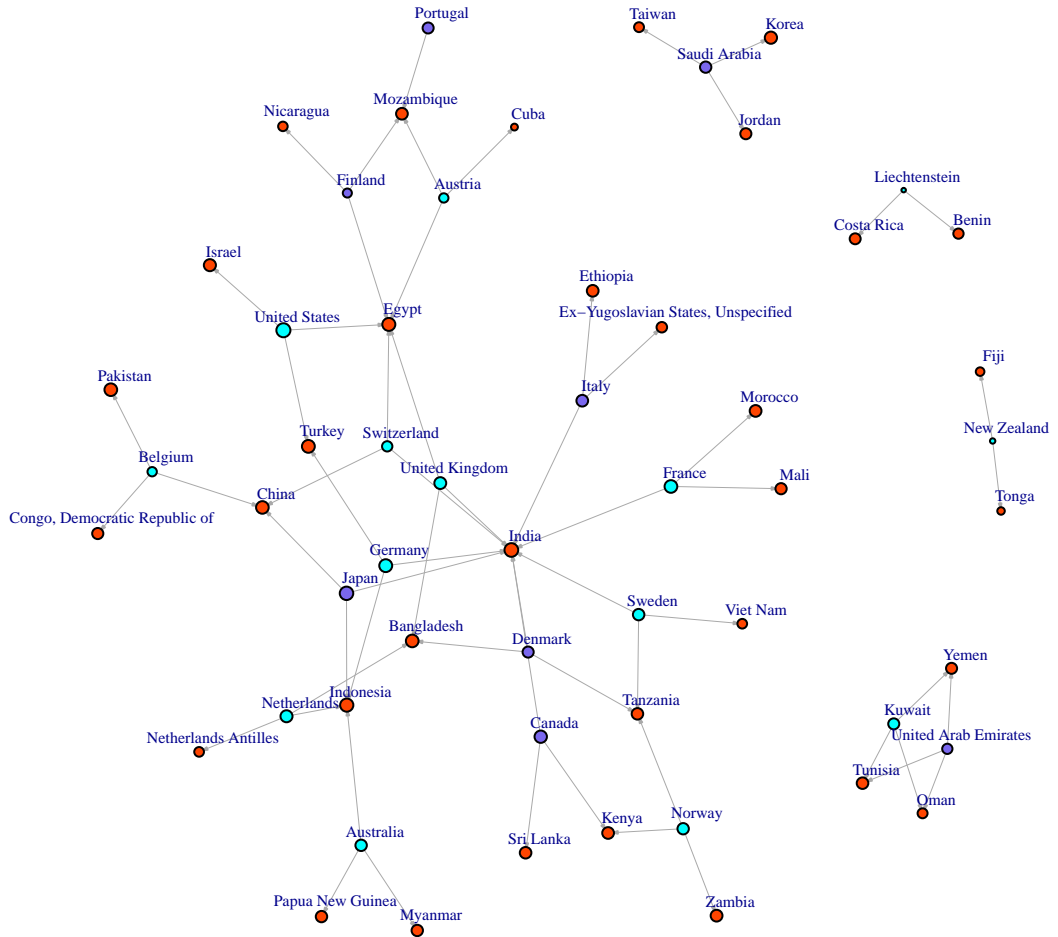 Portugal
Taiwan
Korea
Saudi Arabia
Mozambique
Nicaragua
Cuba
Jordan
Finland
Austria
Liechtenstein
Costa Rica
Benin
Israel
Ethiopia
Egypt
United States
Ex−Yugoslavian States, Unspecified
Fiji
Pakistan
Italy
Morocco
Turkey
Switzerland
New Zealand
Belgium
United Kingdom
France
Mali
China
Tonga
Congo, Democratic Republic of
India
Germany
Japan
Sweden
Viet Nam
Bangladesh
Denmark
Yemen
Indonesia
Netherlands
Tanzania
Kuwait
Canada
United Arab Emirates
Netherlands Antilles
Tunisia
Oman
Norway
Kenya
Australia
Sri Lanka
Papua New Guinea
Myanmar
Zambia